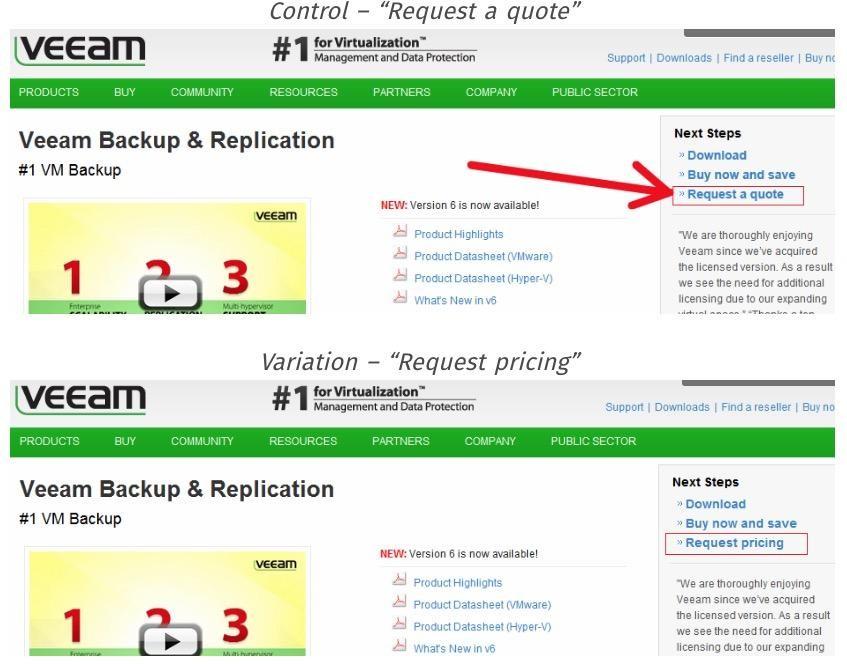 Control – “Request a quote”
veeam
#1 for Virtualization™
Management and Data Protection
Support | Downloads | Find a reseller | Buy no
PRODUCTS BUY COMMUNITY RESOURCES PARTNERS COMPANY PUBLIC SECTOR
Veeam Backup & Replication
#1 VM Backup
veeam
1 2 3
Enterprise
Multi-hypervisor
SCALABILITY REPLICATION SUPPORT
NEW: Version 6 is now available!
Product Highlights
Product Datasheet (VMware)
Product Datasheet (Hyper-V)
What's New in v6
Next Steps
» Download
» Buy now and save
» Request a quote
"We are thoroughly enjoying
Veeam since we've acquired
the licensed version. As a result
we see the need for additional
licensing due to our expanding
virtual space." "Thanks a ton
Variation – “Request pricing”
veeam
#1 for Virtualization™
Management and Data Protection
Support | Downloads | Find a reseller | Buy no
PRODUCTS BUY COMMUNITY RESOURCES PARTNERS COMPANY PUBLIC SECTOR
Veeam Backup & Replication
#1 VM Backup
veeam
1 2 3
Enterprise
Multi-hypervisor
NEW: Version 6 is now available!
Product Highlights
Product Datasheet (VMware)
Product Datasheet (Hyper-V)
What's New in v6
Next Steps
» Download
» Buy now and save
» Request pricing
"We are thoroughly enjoying
Veeam since we've acquired
the licensed version. As a result
we see the need for additional
licensing due to our expanding